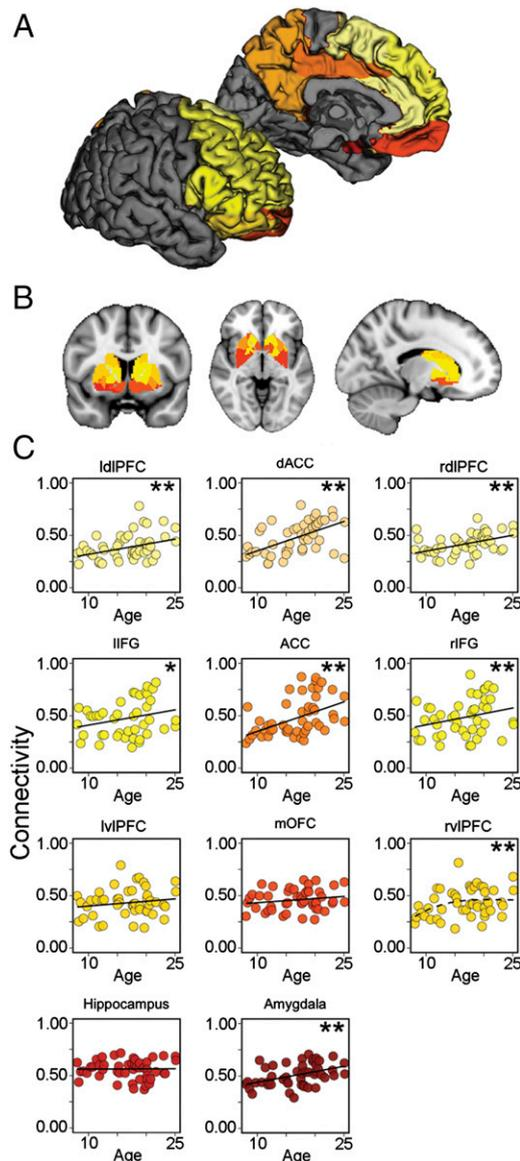 A
B
C
ldlPFC dACC rdlPFC
** ** **
1.00 1.00 1.00
0.50 0.50 0.50
0.00 0.00 0.00
10 25 10 25 10 25
Age Age Age
lIFG ACC rIFG
* ** **
1.00 1.00 1.00
0.50 0.50 0.50
0.00 0.00 0.00
10 25 10 25 10 25
Age Age Age
Connectivity
lvlPFC mOFC rvlPFC
**
1.00 1.00 1.00
0.50 0.50 0.50
0.00 0.00 0.00
10 25 10 25 10 25
Age Age Age
Hippocampus Amygdala
**
1.00 1.00
0.50 0.50
0.00 0.00
10 25 10 25
Age Age